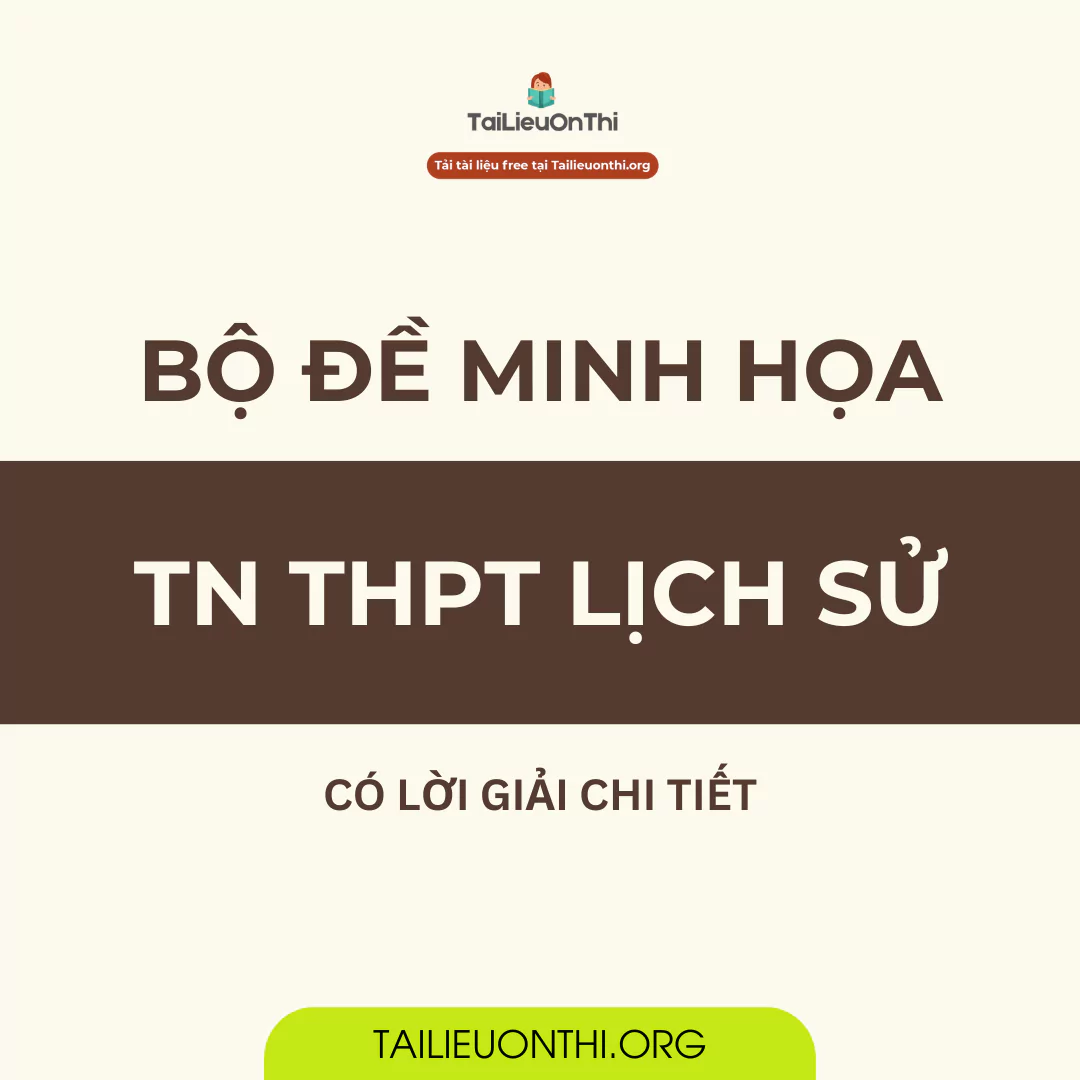 TaiLieuOnThi
Tải tài liệu free tại Tailieuonthi.org
BỘ ĐỀ MINH HỌA
TN THPT LỊCH SỬ
CÓ LỜI GIẢI CHI TIẾT
TAILIEUONTHI.ORG